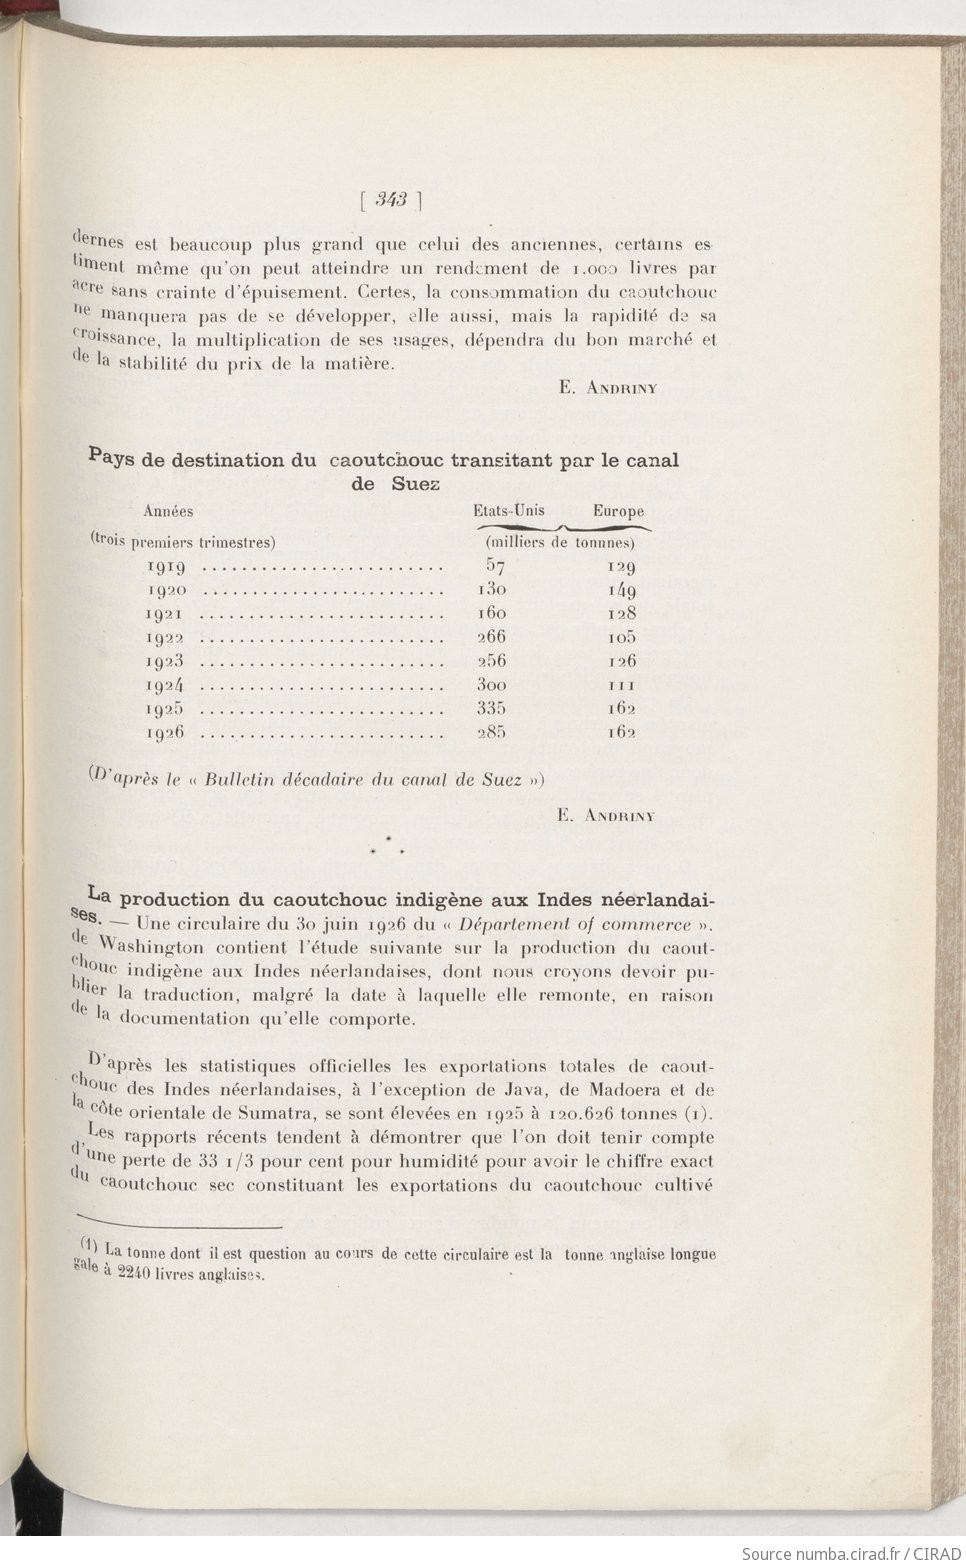 [ 343 ]
dernes est beaucoup plus grand que celui des anciennes, certains es
timent même qu'on peut atteindre un rendement de 1.000 livres par
acre sans crainte d'épuisement. Certes, la consommation du caoutchouc
ne manquera pas de se développer, elle aussi, mais la rapidité de sa
croissance, la multiplication de ses usages, dépendra du bon marché et
de la stabilité du prix de la matière.
E. ANDRINY
Pays de destination du caoutchouc transitant par le canal
de Suez
Années Etats-Unis Europe
(trois premiers trimestres) (milliers de tonnnes)
1919 ......................... 57 129
1920 ......................... 130 149
1921 ......................... 160 128
1922 ......................... 266 105
1923 ......................... 256 126
1924 ......................... 300 111
1925 ......................... 335 162
1926 ......................... 285 162
(D'après le « Bulletin décadaire du canal de Suez »)
E. ANDRINY
La production du caoutchouc indigène aux Indes néerlandai-
ses. — Une circulaire du 30 juin 1926 du « Département of commerce ».
de Washington contient l'étude suivante sur la production du caout-
chouc indigène aux Indes néerlandaises, dont nous croyons devoir pu-
blier la traduction, malgré la date à laquelle elle remonte, en raison
de la documentation qu'elle comporte.
D'après les statistiques officielles les exportations totales de caout-
chouc des Indes néerlandaises, à l'exception de Java, de Madoera et de
la côte orientale de Sumatra, se sont élevées en 1925 à 120.626 tonnes (1).
Les rapports récents tendent à démontrer que l'on doit tenir compte
d'une perte de 33 1/3 pour cent pour humidité pour avoir le chiffre exact
du caoutchouc sec constituant les exportations du caoutchouc cultivé
(1) La tonne dont il est question au cours de cette circulaire est la tonne anglaise longue
gale à 2240 livres anglaises.
Source numba.cirad.fr / CIRAD